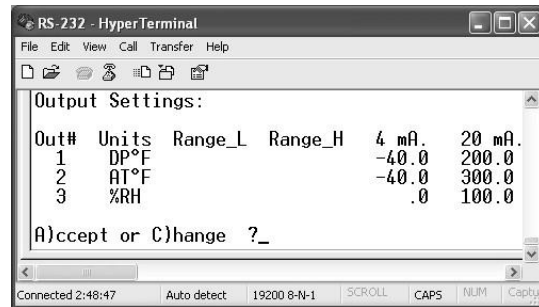 RS-232 - HyperTerminal
File Edit View Call Transfer Help
Output Settings:
Out# Units Range_L Range_H 4 mA. 20 mA.
1 DP°F -40.0 200.0
2 AT°F -40.0 300.0
3 %RH .0 100.0
A)ccept or C)hange ?_
Connected 2:48:47 Auto detect 19200 8-N-1 SCROLL CAPS NUM Captu